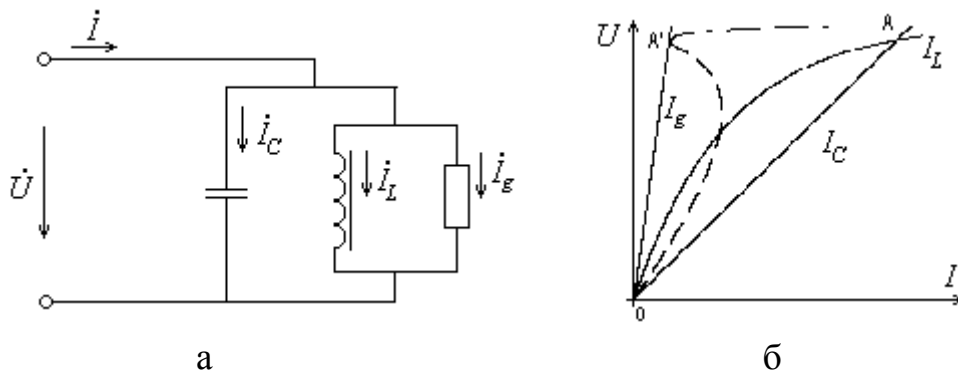 İ
U̇
İ_C
İ_L
İ_g
а
U
A'
A
I_L
I_g
I_C
0
I
б